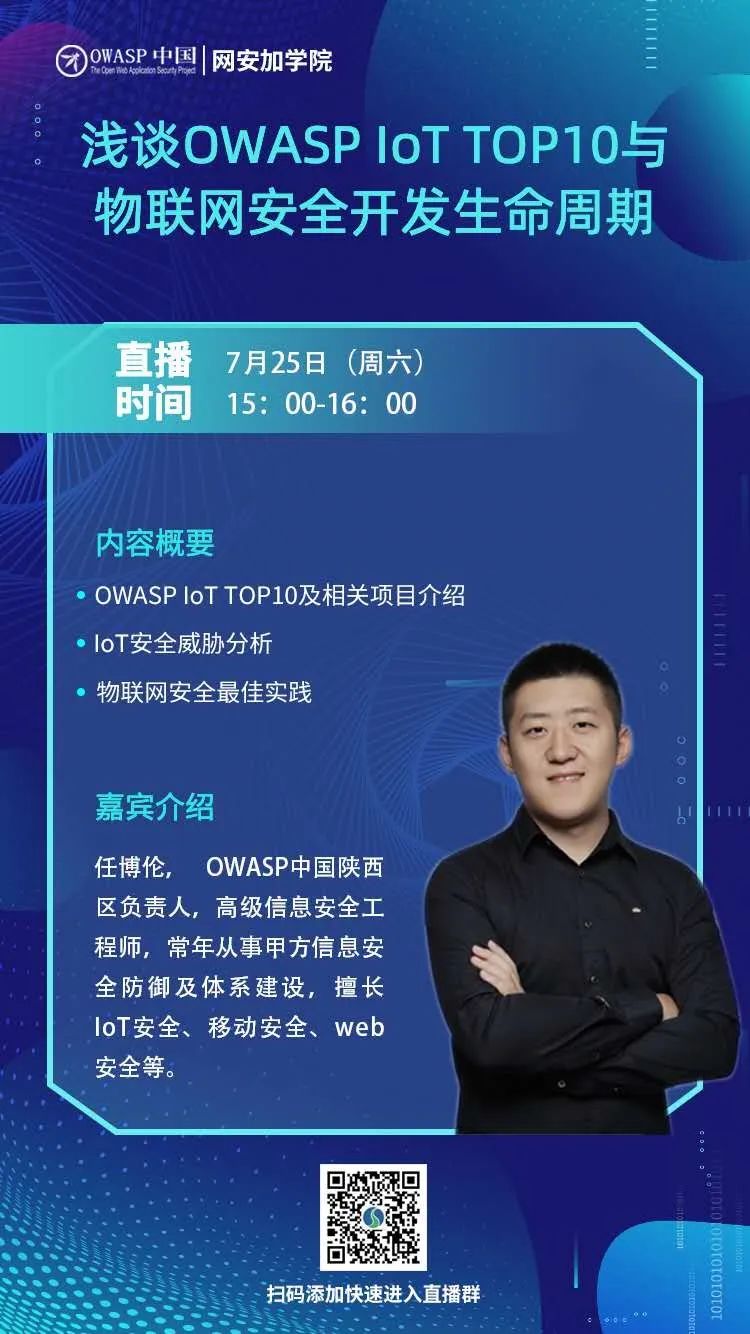 OWASP 中国 | 网安加学院
The Open Web Application Security Project
浅谈OWASP IoT TOP10与
物联网安全开发生命周期
直播
时间
7月25日（周六）
15：00-16：00
内容概要
• OWASP IoT TOP10及相关项目介绍
• IoT安全威胁分析
• 物联网安全最佳实践
嘉宾介绍
任博伦， OWASP中国陕西
区负责人，高级信息安全工
程师，常年从事甲方信息安
全防御及体系建设，擅长
IoT安全、移动安全、web
安全等。
扫码添加快速进入直播群